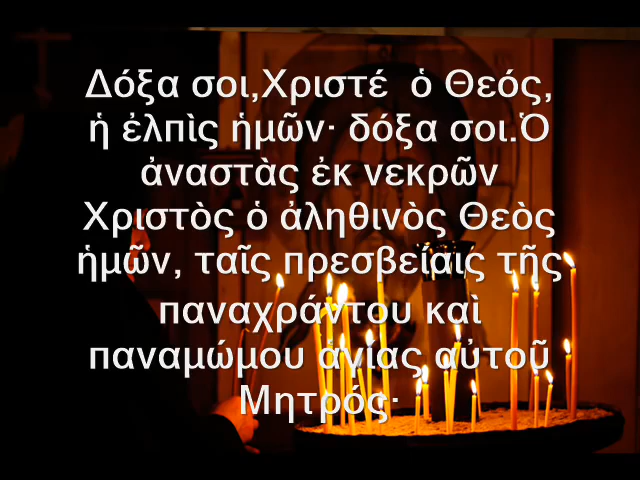 Δόξα σοι,Χριστέ ὁ Θεός,
ἡ ἐλπὶς ἡμῶν· δόξα σοι.Ὁ
ἀναστὰς ἐκ νεκρῶν
Χριστὸς ὁ ἀληθινὸς Θεὸς
ἡμῶν, ταῖς πρεσβείαις τῆς
παναχράντου καὶ
παναμώμου ἁγίας αὐτοῦ
Μητρός·